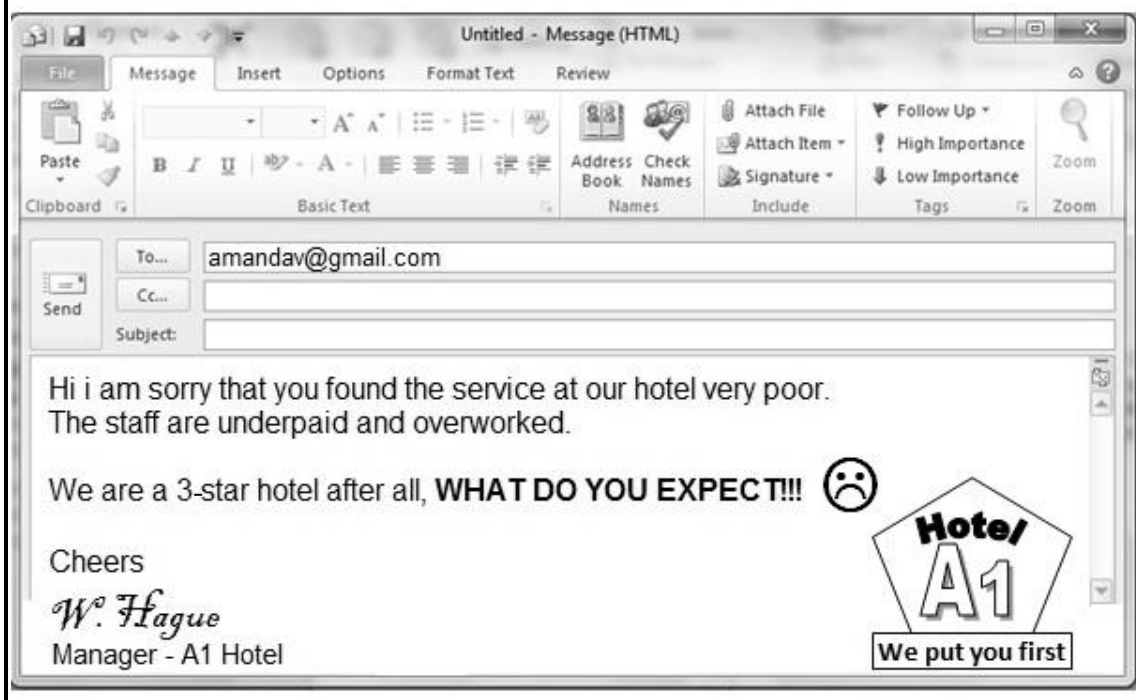 Untitled - Message (HTML)
File Message Insert Options Format Text Review
Paste
Clipboard
A A
B I U ab A
Basic Text
Address Book
Check Names
Names
Attach File
Attach Item
Signature
Include
Follow Up
High Importance
Low Importance
Tags
Zoom
Zoom
Send
To... amandav@gmail.com
Cc...
Subject:
Hi i am sorry that you found the service at our hotel very poor.
The staff are underpaid and overworked.
We are a 3-star hotel after all, WHAT DO YOU EXPECT!!!
Cheers
W. Hague
Manager - A1 Hotel
Hotel
A1
We put you first